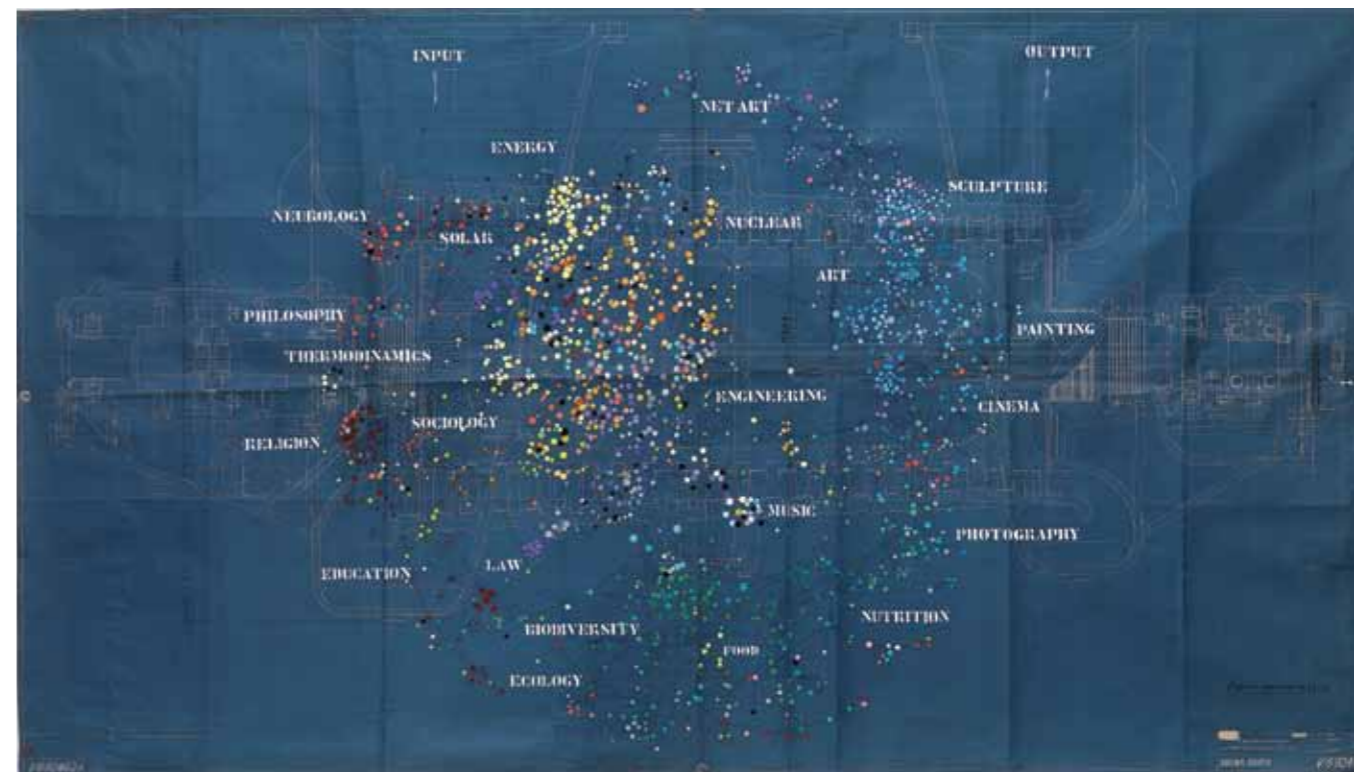 INPUT
OUTPUT
NET ART
ENERGY
SCULPTURE
NEUROLOGY
NUCLEAR
SOLAR
ART
PHILOSOPHY
PAINTING
THERMODINAMICS
ENGINEERING
CINEMA
SOCIOLOGY
RELIGION
MUSIC
PHOTOGRAPHY
LAW
EDUCATION
NUTRITION
BIODIVERSITY
FOOD
ECOLOGY